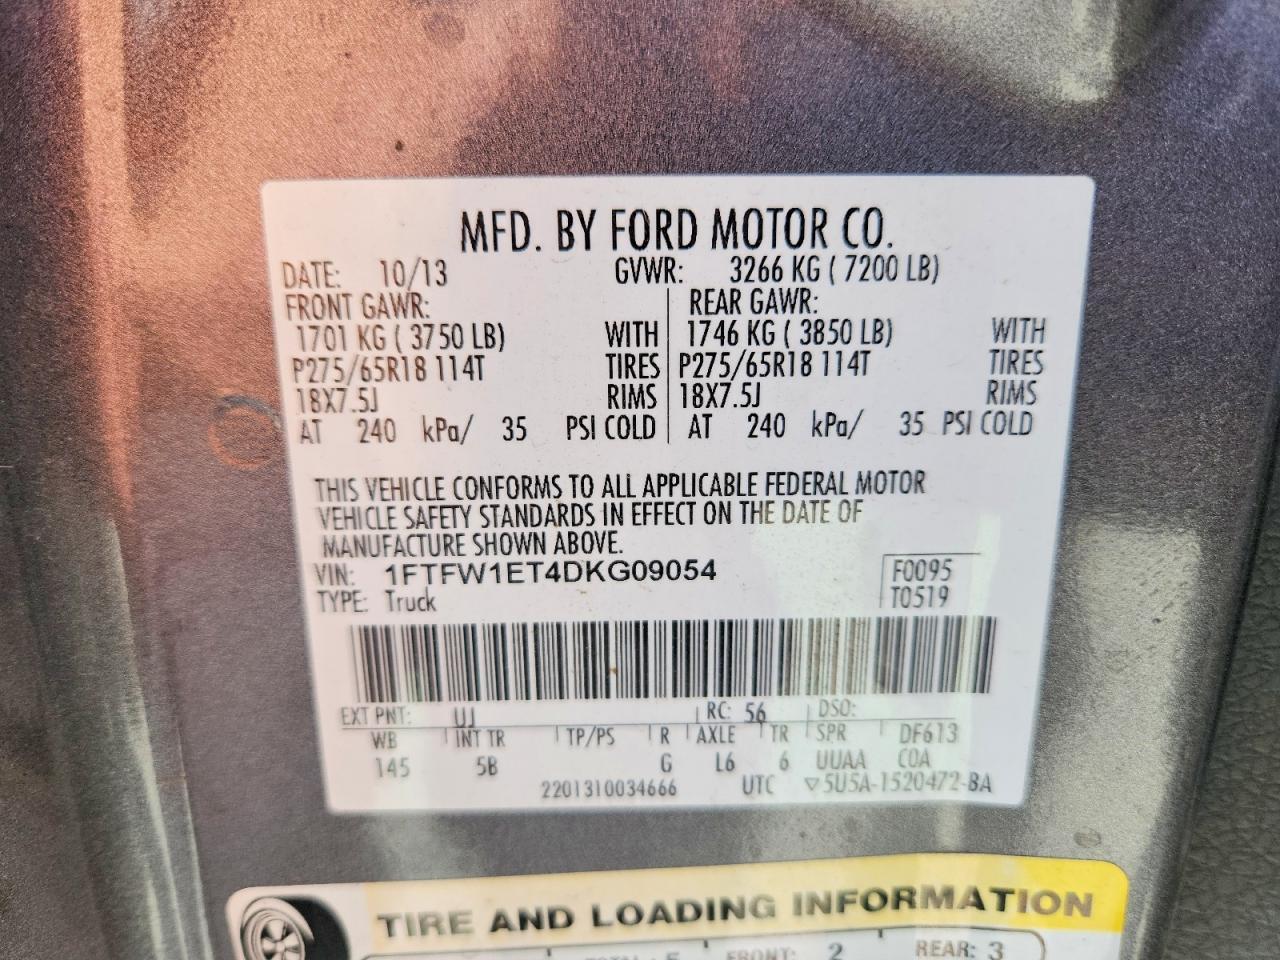 MFD. BY FORD MOTOR CO.
DATE: 10/13 GVWR: 3266 KG ( 7200 LB)
FRONT GAWR: REAR GAWR:
1701 KG ( 3750 LB) WITH 1746 KG ( 3850 LB) WITH
P275/65R18 114T TIRES P275/65R18 114T TIRES
18X7.5J RIMS 18X7.5J RIMS
AT 240 kPa/ 35 PSI COLD AT 240 kPa/ 35 PSI COLD
THIS VEHICLE CONFORMS TO ALL APPLICABLE FEDERAL MOTOR
VEHICLE SAFETY STANDARDS IN EFFECT ON THE DATE OF
MANUFACTURE SHOWN ABOVE.
VIN: 1FTFW1ET4DKG09054 F0095
TYPE: Truck T0519
EXT PNT: UJ RC: 56 DSO:
WB INT TR TP/PS R AXLE TR SPR DF613
145 5B G L6 6 UUAA COA
2201310034666 UTC ▽5U5A-1520472-BA
TIRE AND LOADING INFORMATION
FRONT: 2 REAR: 3